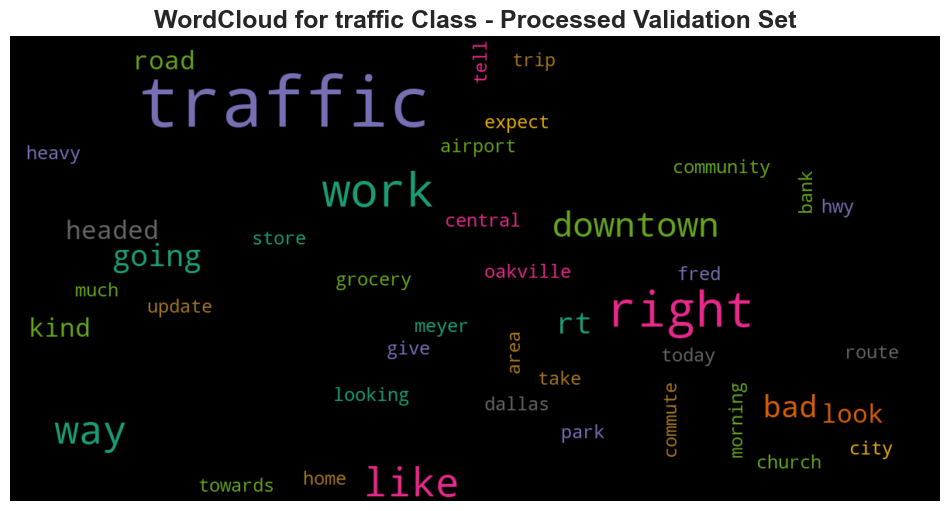 WordCloud for traffic Class - Processed Validation Set
road
tell
trip
traffic
expect
airport
heavy
community
work
bank
hwy
central
downtown
headed
store
going
oakville
fred
grocery
much
update
right
kind
meyer
rt
give
area
today
route
take
looking
dallas
commute
morning
bad
look
way
park
city
church
towards
home
like